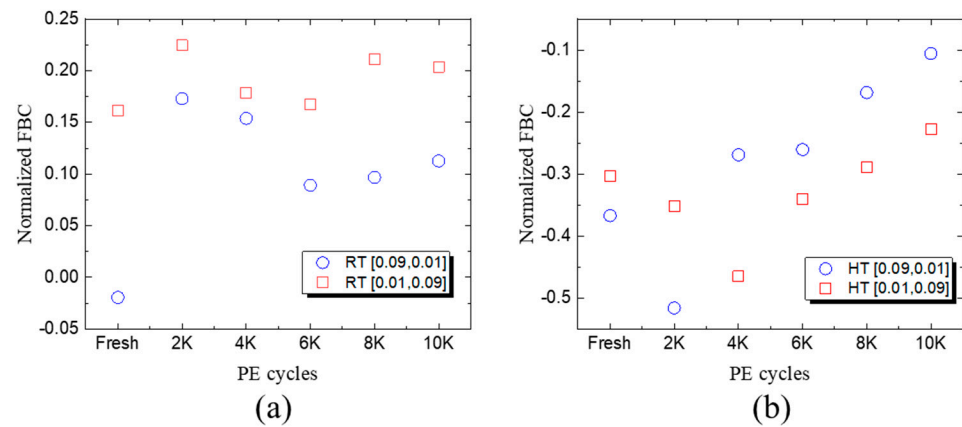 Normalized FBC
0.25
0.20
0.15
0.10
0.05
0.00
-0.05
RT [0.09,0.01]
RT [0.01,0.09]
Fresh 2K 4K 6K 8K 10K
PE cycles
(a)
Normalized FBC
-0.1
-0.2
-0.3
-0.4
-0.5
HT [0.09,0.01]
HT [0.01,0.09]
Fresh 2K 4K 6K 8K 10K
PE cycles
(b)